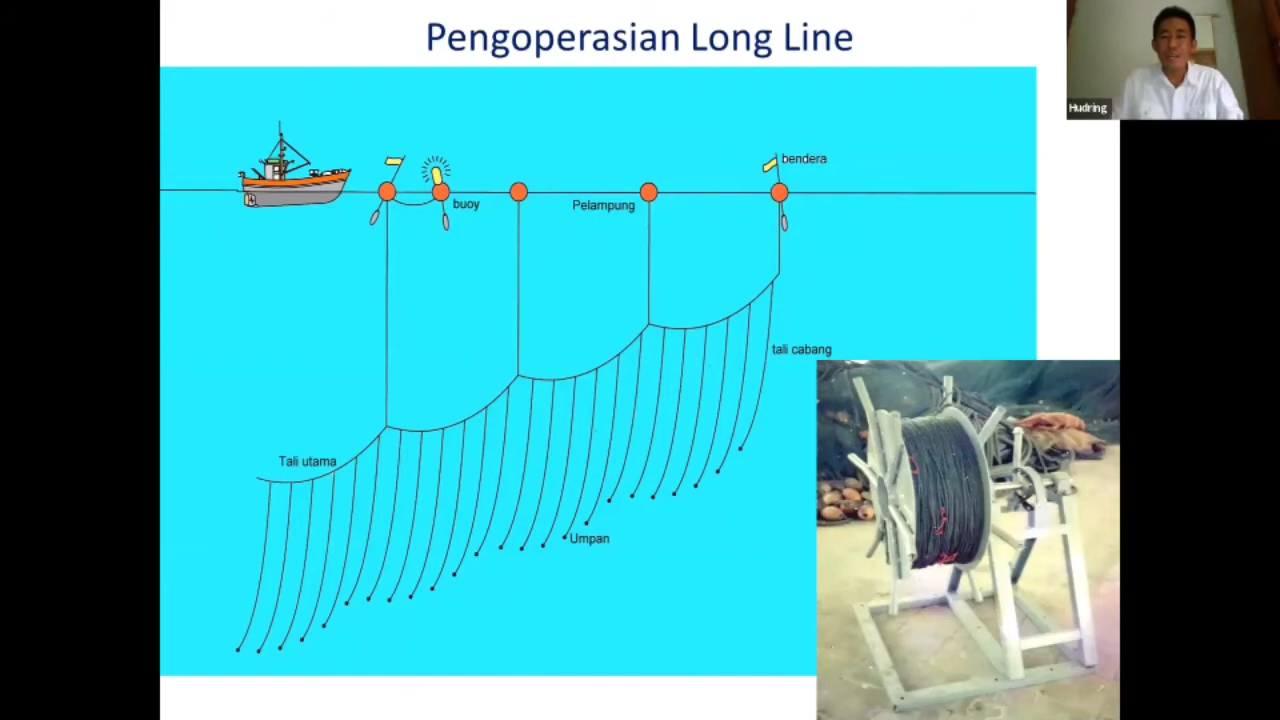 Pengoperasian Long Line
Hudring
bendera
buoy
Pelampung
tali cabang
Tali utama
Umpan